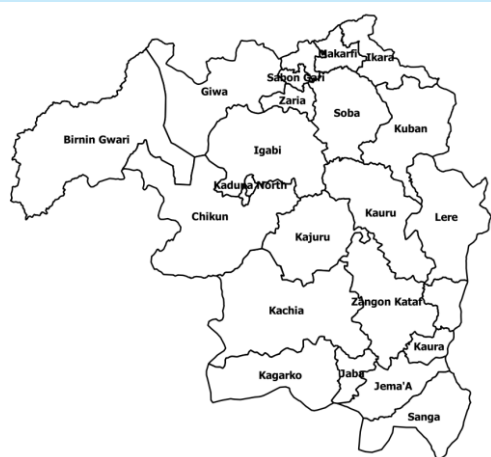 Makarfi
Ikara
Sabon Gari
Giwa
Zaria
Soba
Kuban
Birnin Gwari
Igabi
Kaduna North
Chikun
Kauru
Lere
Kajuru
Zangon Kataf
Kachia
Kaura
Kagarko
Jaba
Jema'A
Sanga